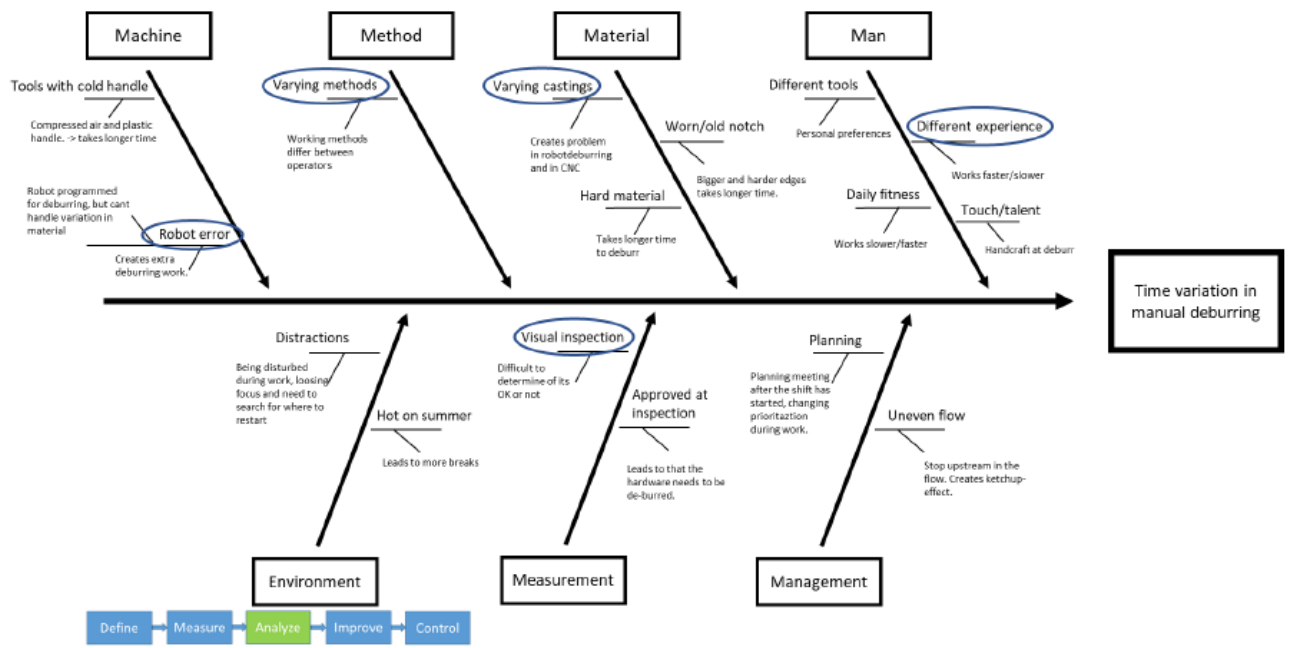 Machine
Method
Material
Man
Tools with cold handle
Compressed air and plastic
handle. -> takes longer time
Robot programmed
for deburring, but cant
handle variation in
material
Robot error
Creates extra
deburring work.
Varying methods
Working methods
differ between
operators
Varying castings
Creates problem
in robotdeburring
and in CNC
Worn/old notch
Bigger and harder edges
takes longer time.
Hard material
Takes longer time
to deburr
Different tools
Personal preferences
Different experience
Works faster/slower
Daily fitness
Works slower/faster
Touch/talent
Handcraft at deburr
Time variation in
manual deburring
Distractions
Being disturbed
during work, loosing
focus and need to
search for where to
restart
Hot on summer
Leads to more breaks
Visual inspection
Difficult to
determine of its
OK or not
Approved at
inspection
Leads to that the
hardware needs to be
de-burred.
Planning
Planning meeting
after the shift has
started, changing
prioritaztion
during work.
Uneven flow
Stop upstream in the
flow. Creates ketchup-
effect.
Environment
Measurement
Management
Define
Measure
Analyze
Improve
Control